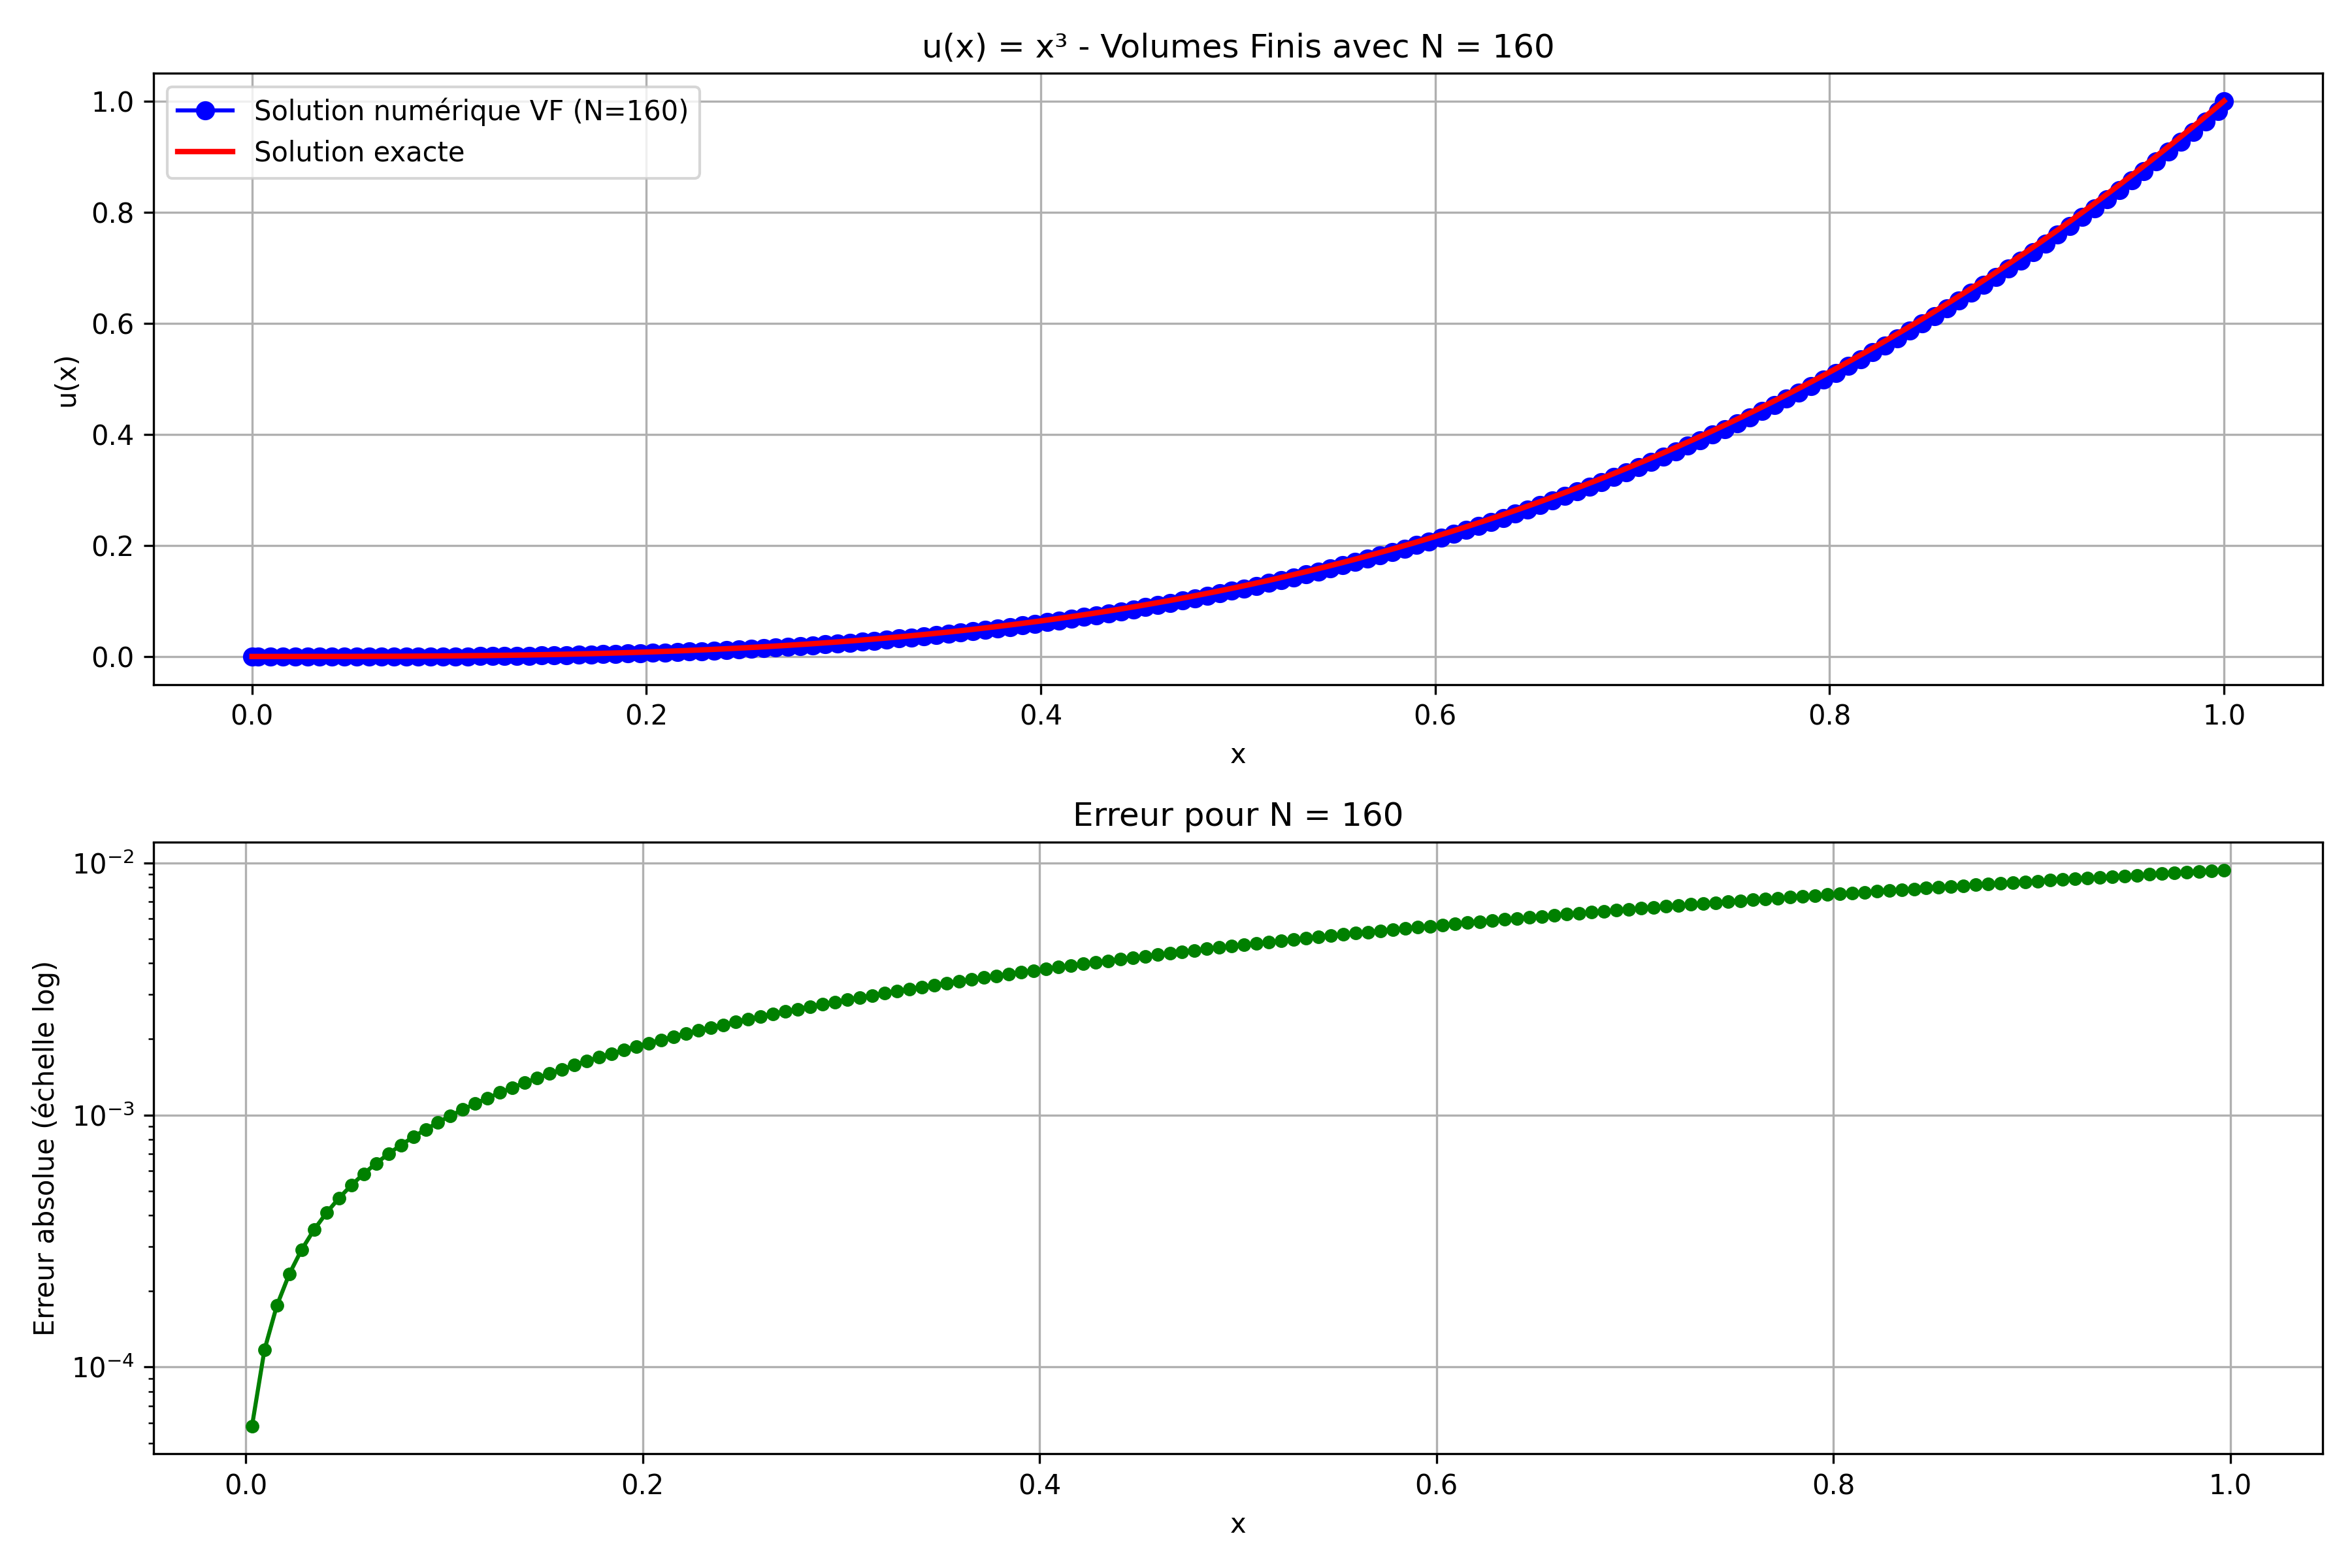 u(x) = x³ - Volumes Finis avec N = 160
Solution numérique VF (N=160)
Solution exacte
u(x)
1.0
0.8
0.6
0.4
0.2
0.0
0.0 0.2 0.4 0.6 0.8 1.0
x
Erreur pour N = 160
Erreur absolue (échelle log)
10⁻²
10⁻³
10⁻⁴
0.0 0.2 0.4 0.6 0.8 1.0
x